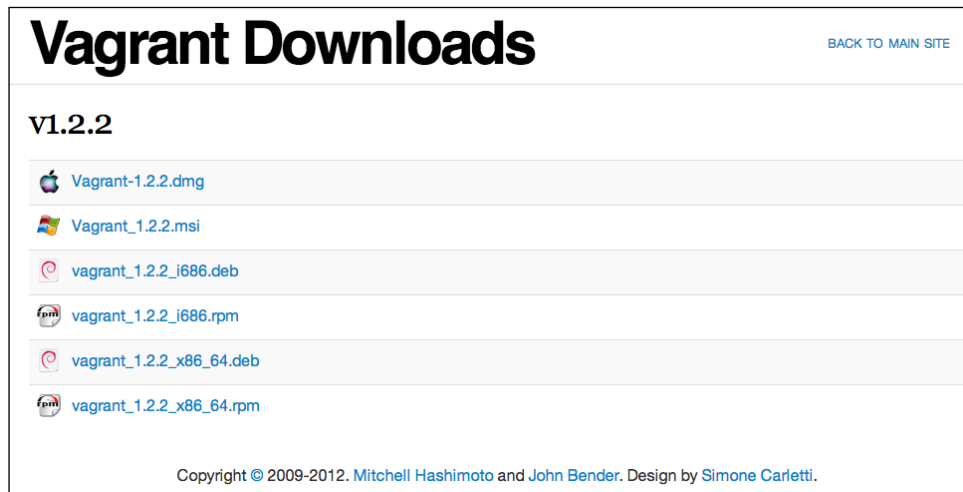 Vagrant Downloads
BACK TO MAIN SITE
v1.2.2
Vagrant-1.2.2.dmg
Vagrant_1.2.2.msi
vagrant_1.2.2_i686.deb
rpm vagrant_1.2.2_i686.rpm
vagrant_1.2.2_x86_64.deb
rpm vagrant_1.2.2_x86_64.rpm
Copyright © 2009-2012. Mitchell Hashimoto and John Bender. Design by Simone Carletti.